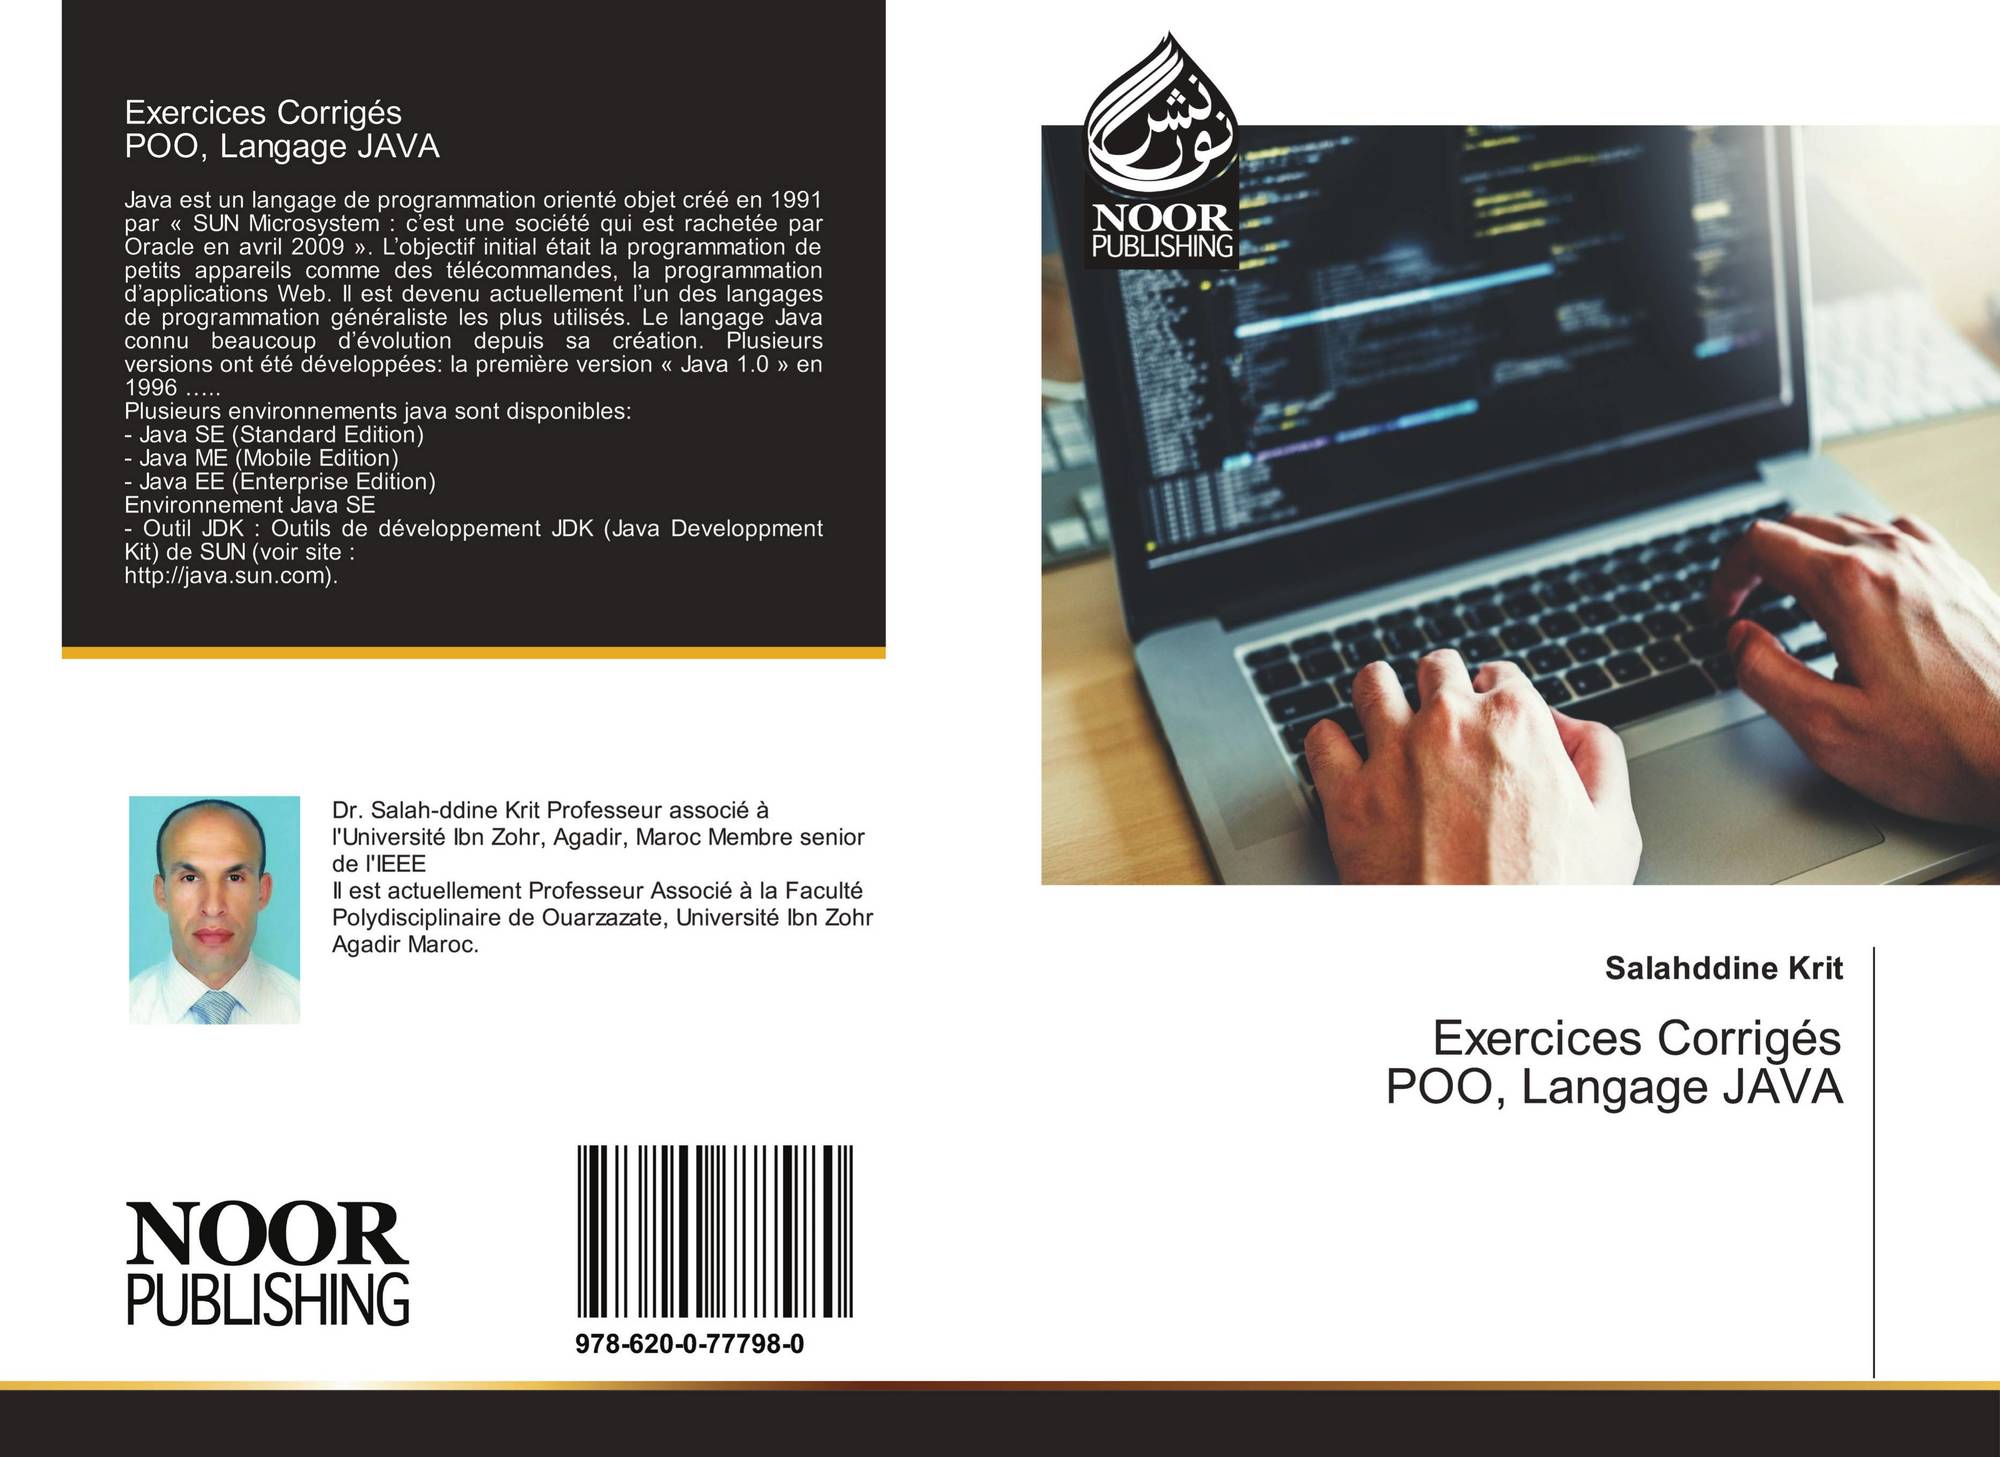 Exercices Corrigés
POO, Langage JAVA
Java est un langage de programmation orienté objet créé en 1991
par « SUN Microsystem : c’est une société qui est rachetée par
Oracle en avril 2009 ». L’objectif initial était la programmation de
petits appareils comme des télécommandes, la programmation
d’applications Web. Il est devenu actuellement l’un des langages
de programmation généraliste les plus utilisés. Le langage Java
connu beaucoup d’évolution depuis sa création. Plusieurs
versions ont été développées: la première version « Java 1.0 » en
1996 …..
Plusieurs environnements java sont disponibles:
- Java SE (Standard Edition)
- Java ME (Mobile Edition)
- Java EE (Enterprise Edition)
Environnement Java SE
- Outil JDK : Outils de développement JDK (Java Developpment
Kit) de SUN (voir site :
http://java.sun.com).
Dr. Salah-ddine Krit Professeur associé à
l'Université Ibn Zohr, Agadir, Maroc Membre senior
de l'IEEE
Il est actuellement Professeur Associé à la Faculté
Polydisciplinaire de Ouarzazate, Université Ibn Zohr
Agadir Maroc.
NOOR
PUBLISHING
978-620-0-77798-0
نشر
نور
NOOR
PUBLISHING
Salahddine Krit
Exercices Corrigés
POO, Langage JAVA